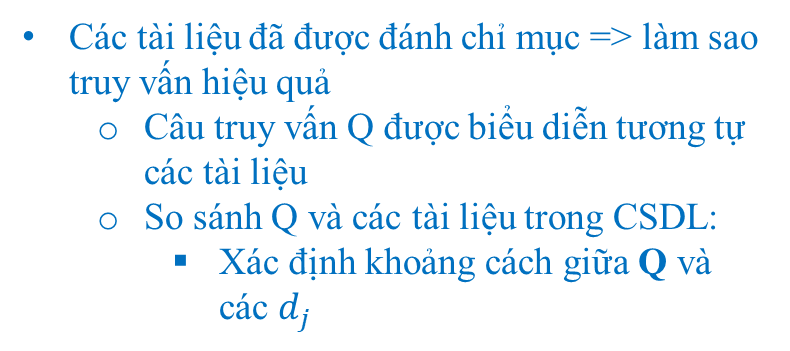 • Các tài liệu đã được đánh chỉ mục => làm sao
truy vấn hiệu quả
o Câu truy vấn Q được biểu diễn tương tự
các tài liệu
o So sánh Q và các tài liệu trong CSDL:
▪ Xác định khoảng cách giữa Q và
các d_j